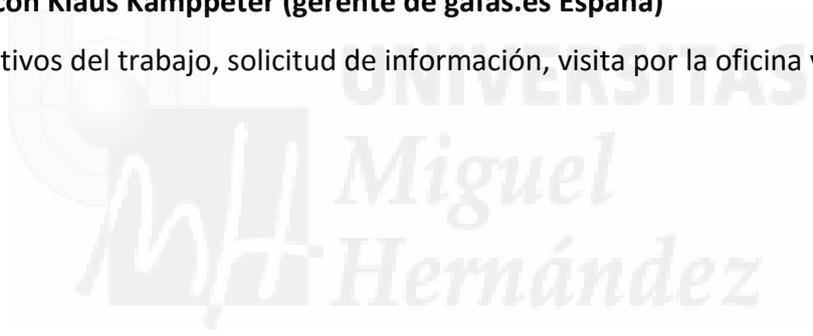 con Klaus Kamppeter (gerente de gafas.es España)
tivos del trabajo, solicitud de información, visita por la oficina
UNIVERSITAS
Miguel
Hernández